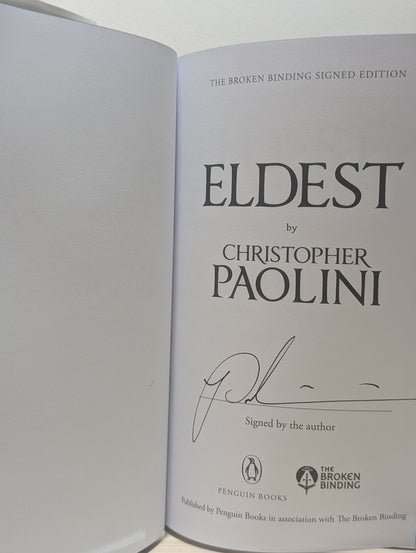 THE BROKEN BINDING SIGNED EDITION
ELDEST
by
CHRISTOPHER
PAOLINI
Signed by the author
PENGUIN BOOKS
THE
BROKEN
BINDING
Published by Penguin Books in association with The Broken Binding